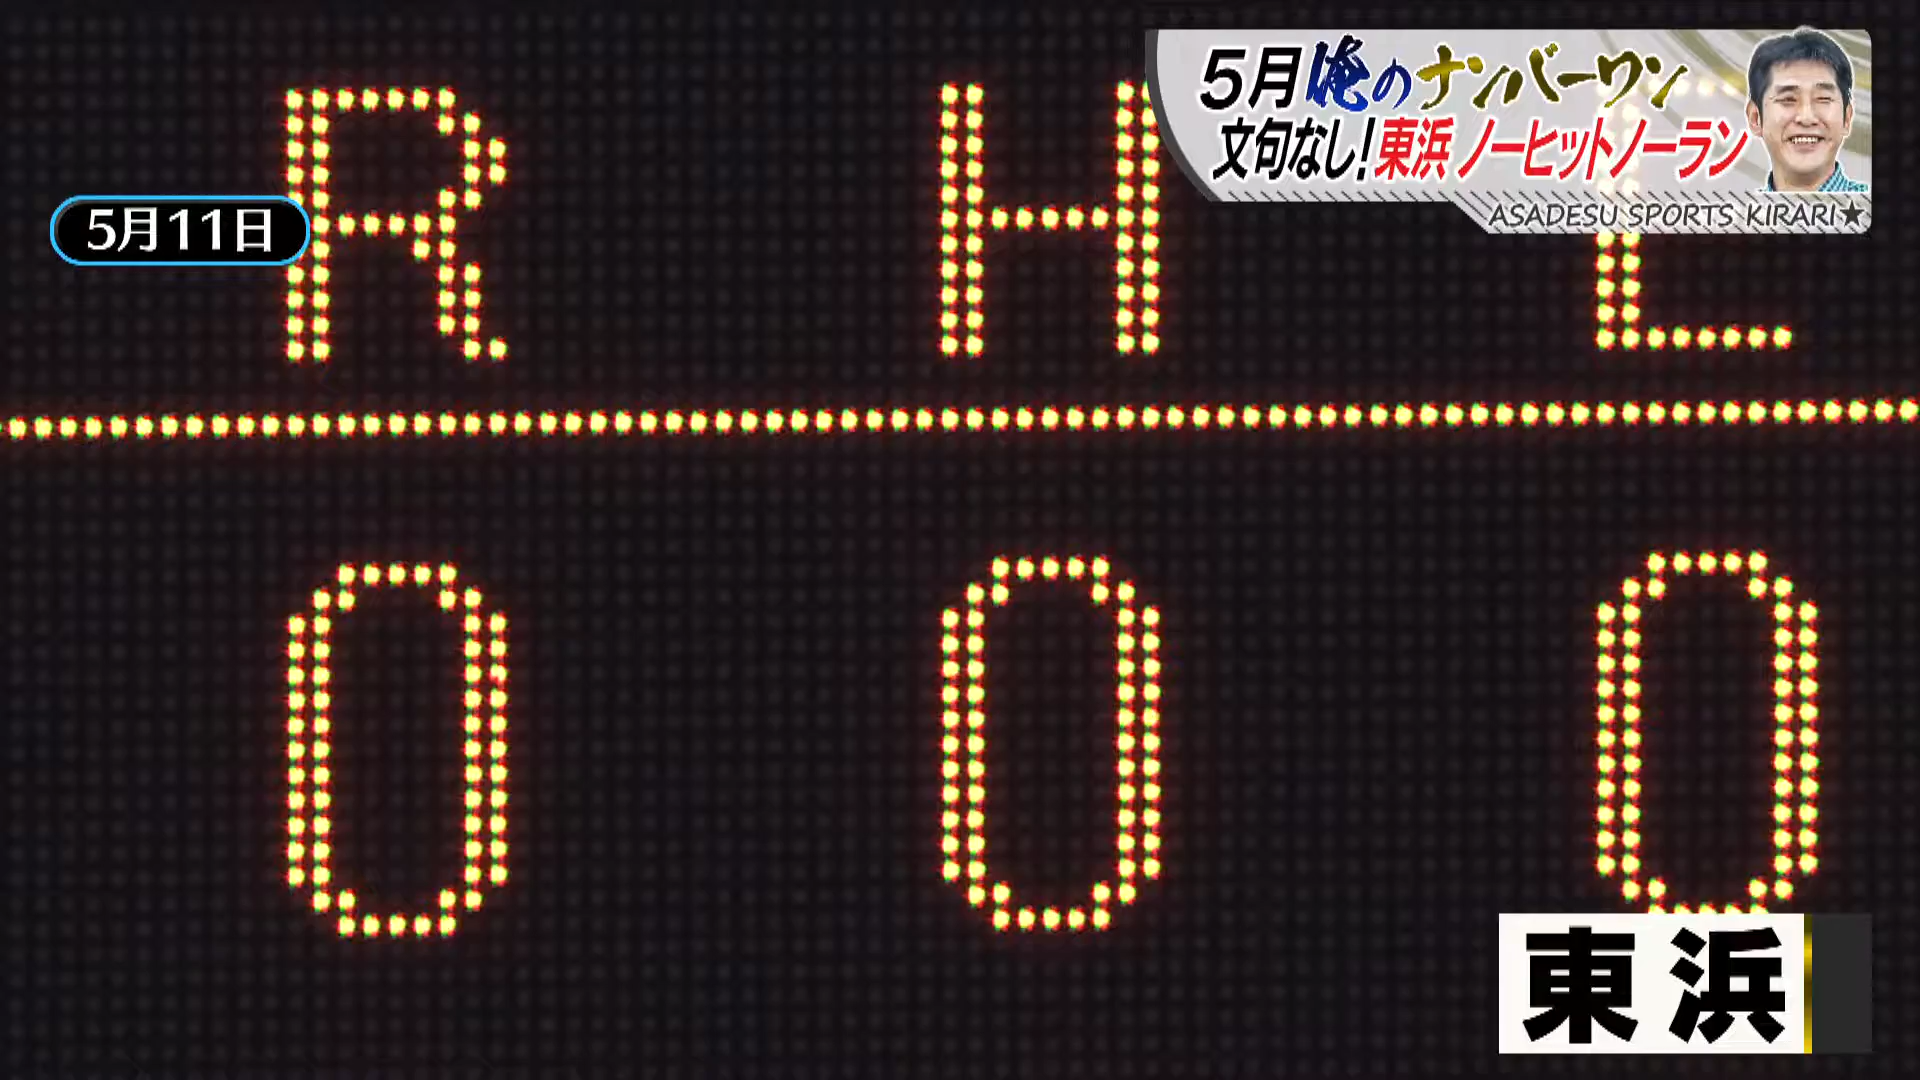 5月俺のナンバーワン
文句なし!東浜 ノーヒットノーラン
ASADESU SPORTS KIRARI★
5月11日
R H
0 0 0
東浜